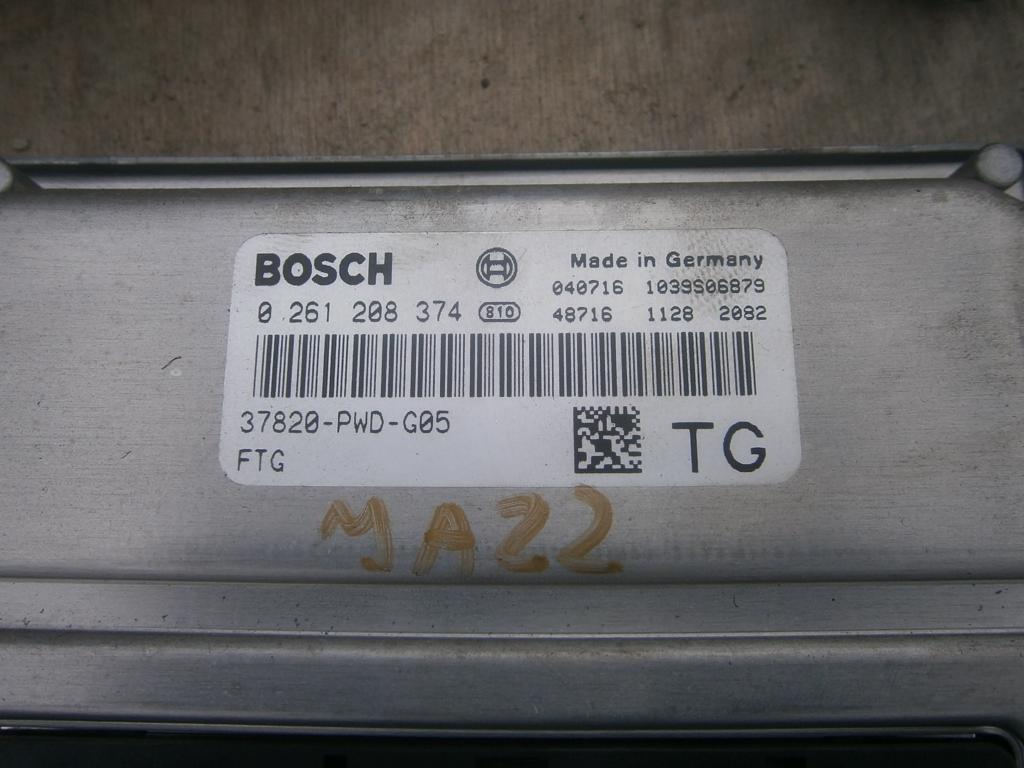 BOSCH Made in Germany
040716 1039S06879
0 261 208 374 810 48716 1128 2082
37820-PWD-G05
FTG
TG
MA22